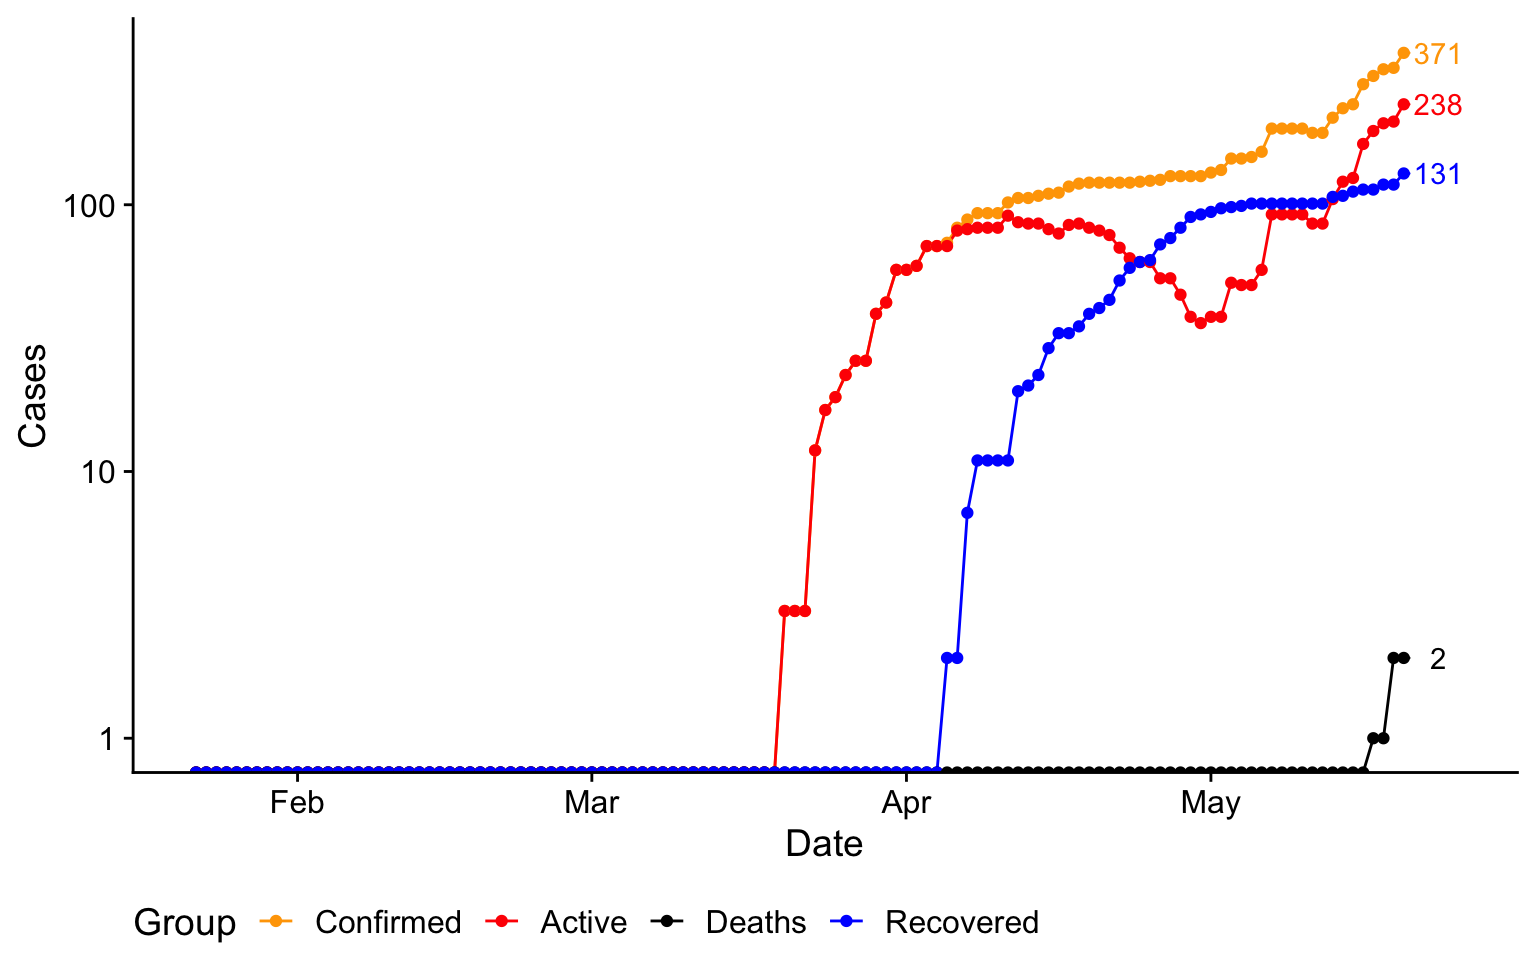 371
238
131
2
100
10
1
Cases
Feb Mar Apr May
Date
Group Confirmed Active Deaths Recovered